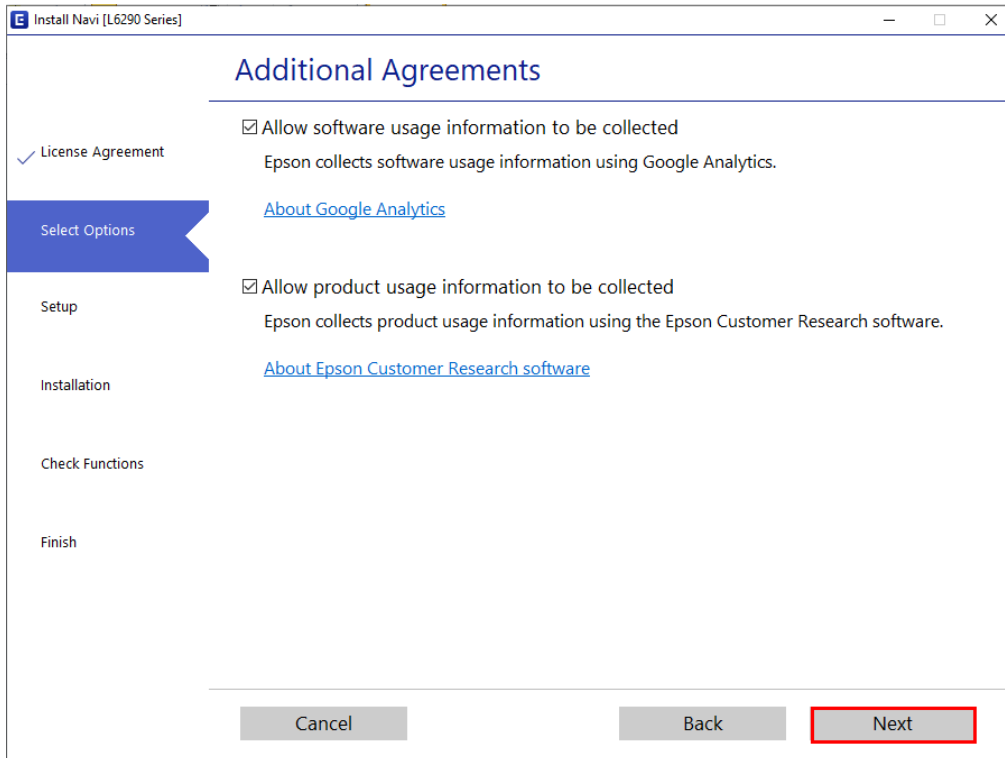 E Install Navi [L6290 Series]
Additional Agreements
License Agreement
Select Options
Setup
Installation
Check Functions
Finish
Allow software usage information to be collected
Epson collects software usage information using Google Analytics.
About Google Analytics
Allow product usage information to be collected
Epson collects product usage information using the Epson Customer Research software.
About Epson Customer Research software
Cancel
Back
Next